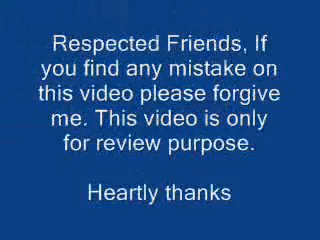 Respected Friends, If
you find any mistake on
this video please forgive
me. This video is only
for review purpose.
Heartly thanks